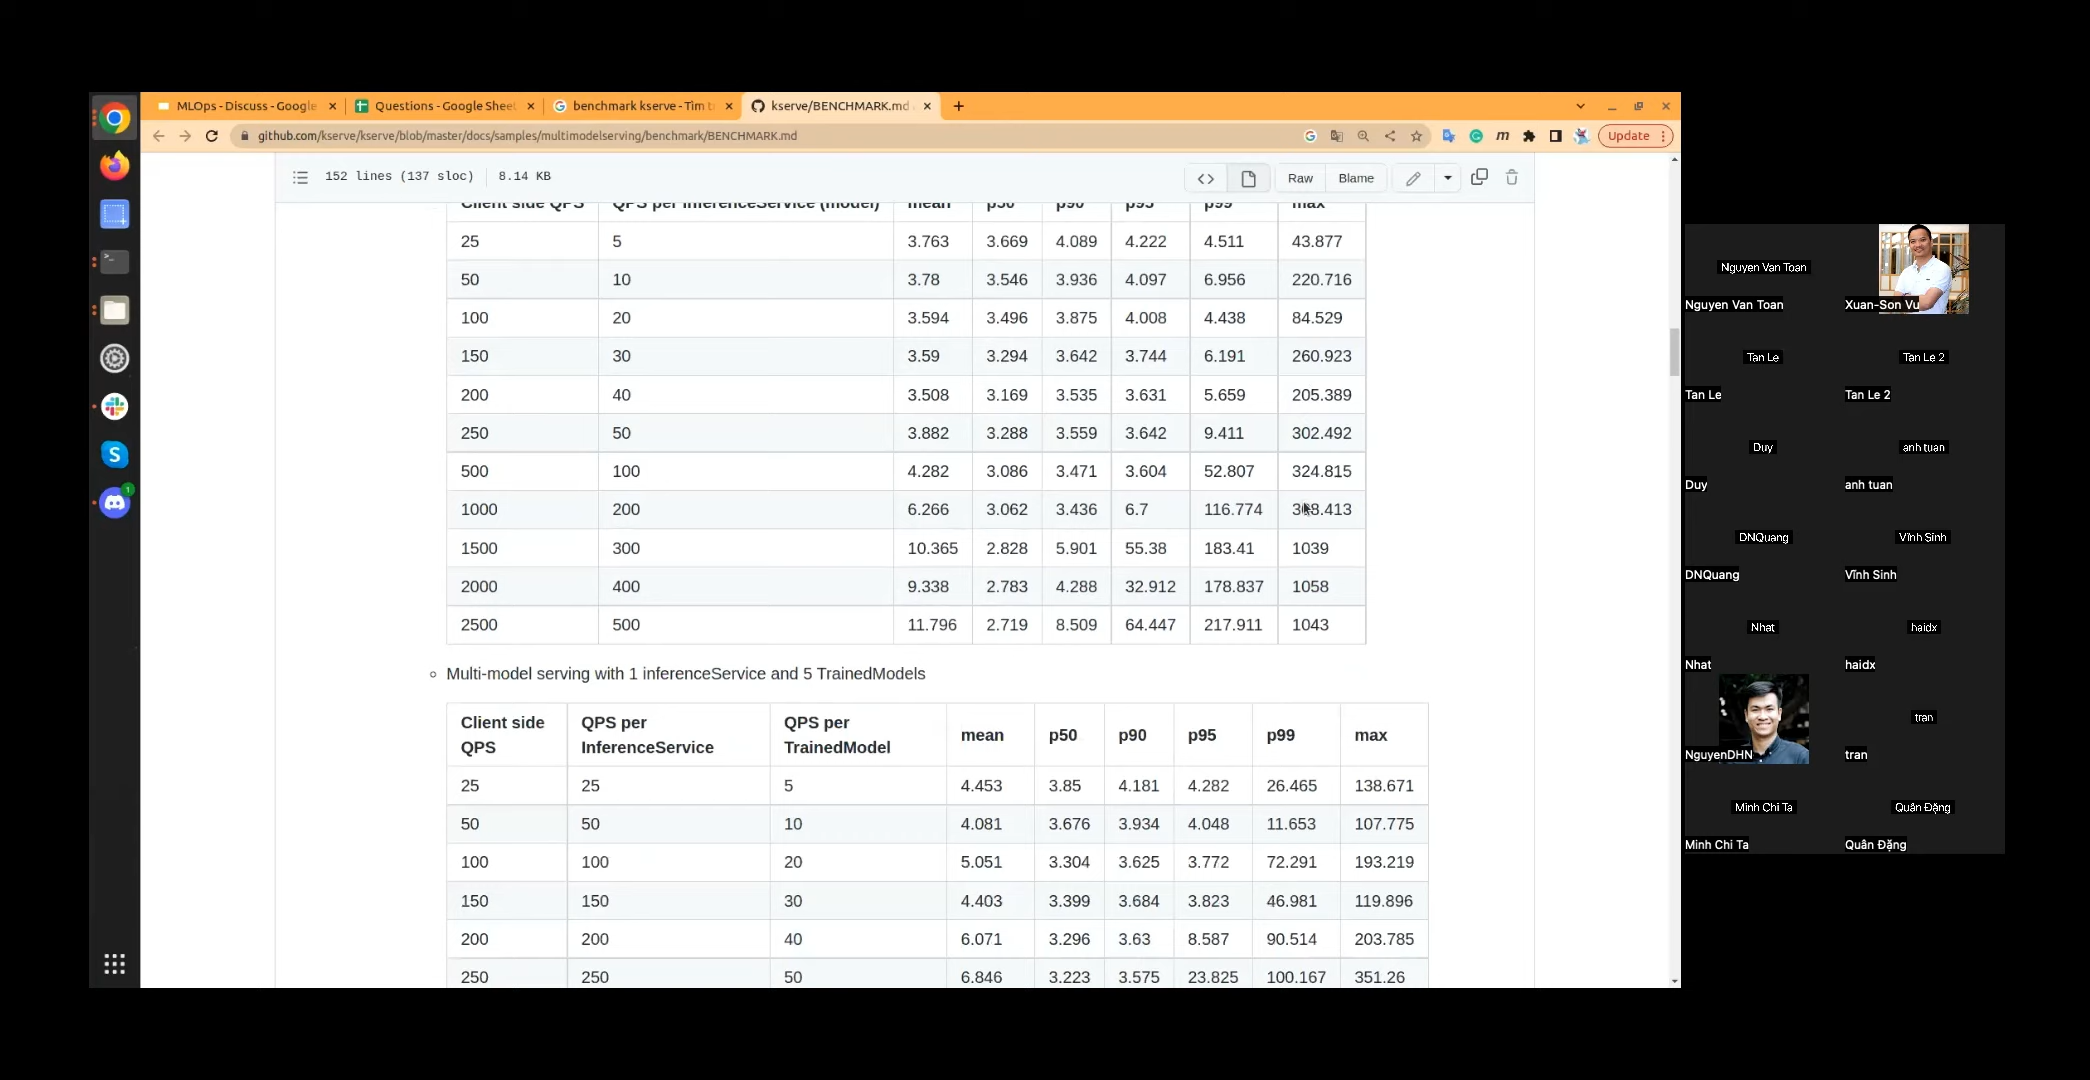 MLOps - Discuss - Google
Questions - Google Sheet
benchmark kserve - Tìm t
kserve/BENCHMARK.md
github.com/kserve/kserve/blob/master/docs/samples/multimodelserving/benchmark/BENCHMARK.md
Update
152 lines (137 sloc) 8.14 KB
Raw Blame
Client side QPS QPS per InferenceService (model) mean p50 p90 p95 p99 max
25 5 3.763 3.669 4.089 4.222 4.511 43.877
50 10 3.78 3.546 3.936 4.097 6.956 220.716
100 20 3.594 3.496 3.875 4.008 4.438 84.529
150 30 3.59 3.294 3.642 3.744 6.191 260.923
200 40 3.508 3.169 3.535 3.631 5.659 205.389
250 50 3.882 3.288 3.559 3.642 9.411 302.492
500 100 4.282 3.086 3.471 3.604 52.807 324.815
1000 200 6.266 3.062 3.436 6.7 116.774
1500 300 10.365 2.828 5.901 55.38 183.41 1039
2000 400 9.338 2.783 4.288 32.912 178.837 1058
2500 500 11.796 2.719 8.509 64.447 217.911 1043
Multi-model serving with 1 inferenceService and 5 TrainedModels
Client side QPS QPS per InferenceService QPS per TrainedModel mean p50 p90 p95 p99 max
25 25 5 4.453 3.85 4.181 4.282 26.465 138.671
50 50 10 4.081 3.676 3.934 4.048 11.653 107.775
100 100 20 5.051 3.304 3.625 3.772 72.291 193.219
150 150 30 4.403 3.399 3.684 3.823 46.981 119.896
200 200 40 6.071 3.296 3.63 8.587 90.514 203.785
250 250 50 6.846 3.223 3.575 23.825 100.167 351.26
Nguyen Van Toan
Nguyen Van Toan Xuan-Son Vu
Tan Le Tan Le 2
Tan Le Tan Le 2
Duy anh tuan
Duy anh tuan
DNQuang Vĩnh Sinh
DNQuang Vĩnh Sinh
Nhat haidx
Nhat haidx
tran
NguyenDHN tran
Minh Chi Ta Quân Đặng
Minh Chi Ta Quân Đặng